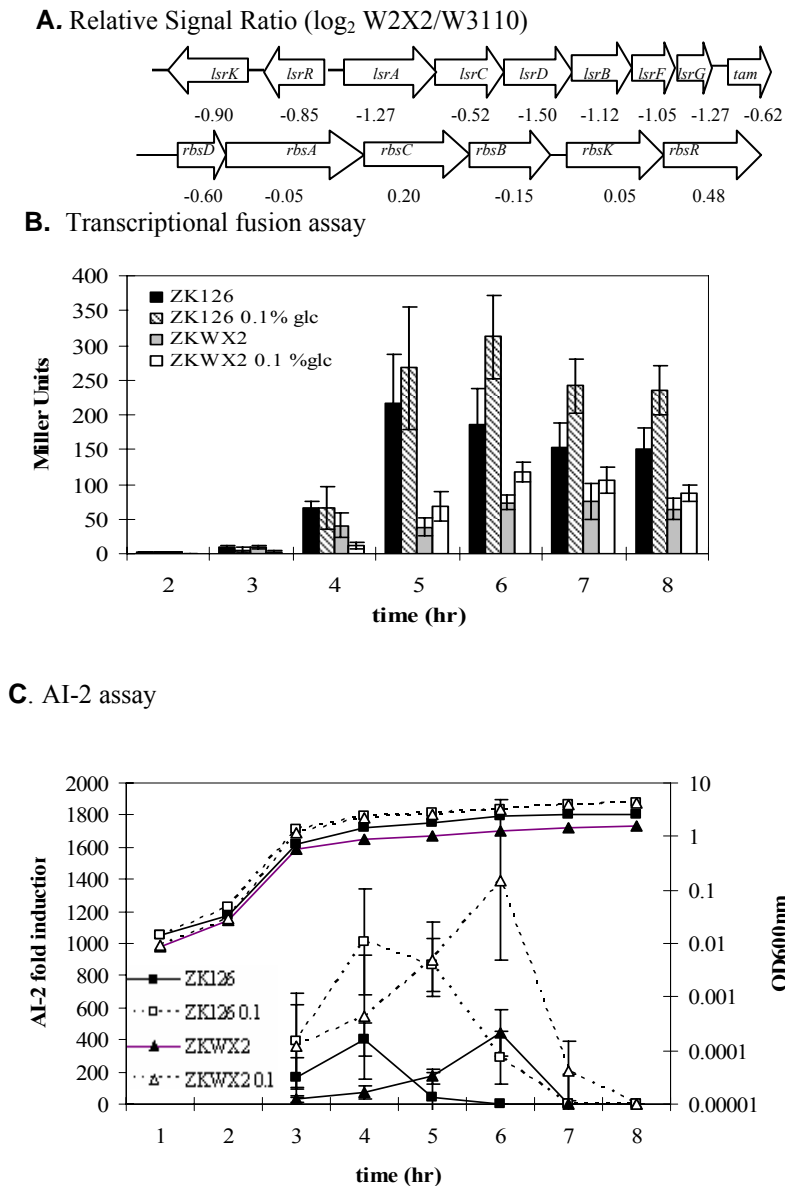 A. Relative Signal Ratio (log2 W2X2/W3110)
lsrK lsrR lsrA lsrC lsrD lsrB lsrF lsrG tam
-0.90 -0.85 -1.27 -0.52 -1.50 -1.12 -1.05 -1.27 -0.62
rbsD rbsA rbsC rbsB rbsK rbsR
-0.60 -0.05 0.20 -0.15 0.05 0.48
B. Transcriptional fusion assay
Miller Units
400
350
300
250
200
150
100
50
0
ZK126
ZK126 0.1% glc
ZKWX2
ZKWX2 0.1 %glc
2 3 4 5 6 7 8
time (hr)
C. AI-2 assay
AI-2 fold induction
2000
1800
1600
1400
1200
1000
800
600
400
200
0
ZK126
ZK126 0.1
ZKWX2
ZKWX2 0.1
10
1
0.1
0.01
0.001
0.0001
0.00001
OD600nm
1 2 3 4 5 6 7 8
time (hr)